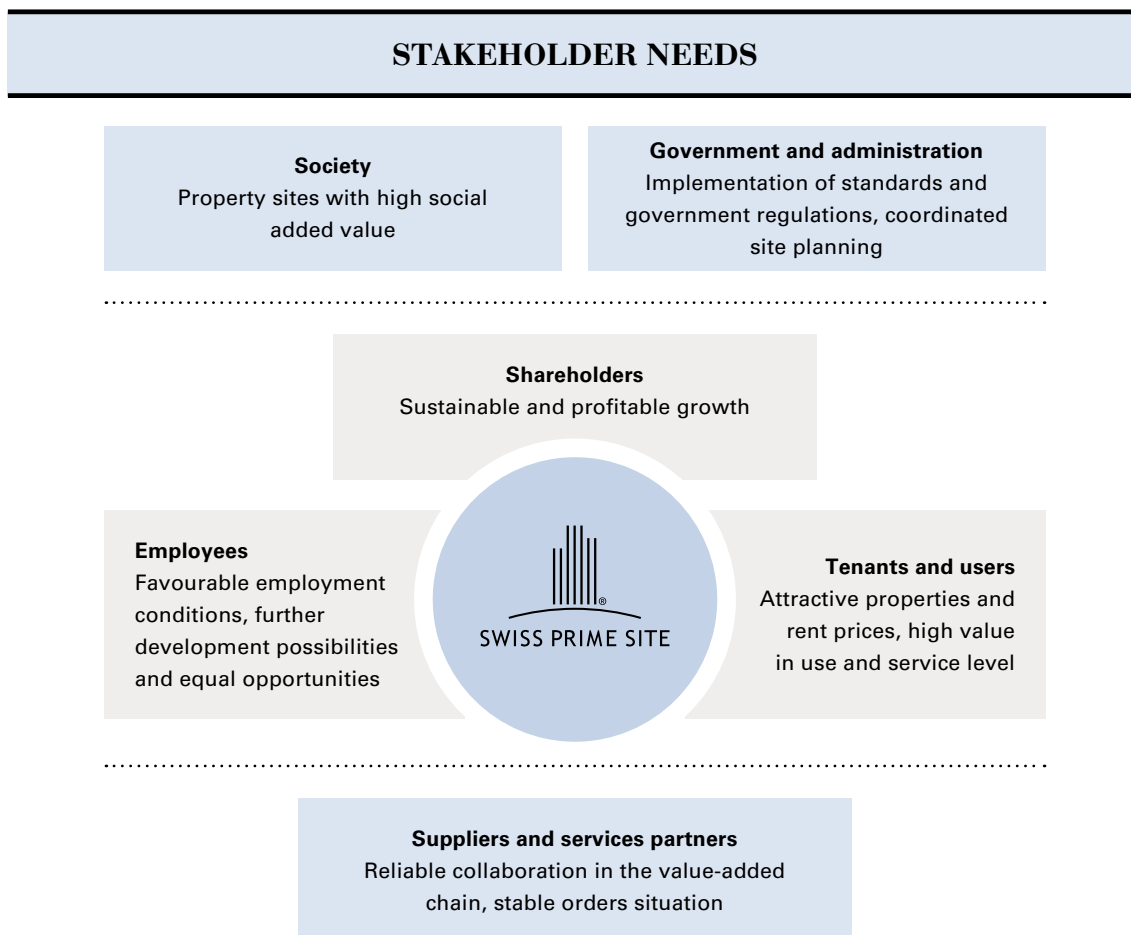 STAKEHOLDER NEEDS
Society
Property sites with high social
added value
Government and administration
Implementation of standards and
government regulations, coordinated
site planning
Shareholders
Sustainable and profitable growth
Employees
Favourable employment
conditions, further
development possibilities
and equal opportunities
®
SWISS PRIME SITE
Tenants and users
Attractive properties and
rent prices, high value
in use and service level
Suppliers and services partners
Reliable collaboration in the value-added
chain, stable orders situation